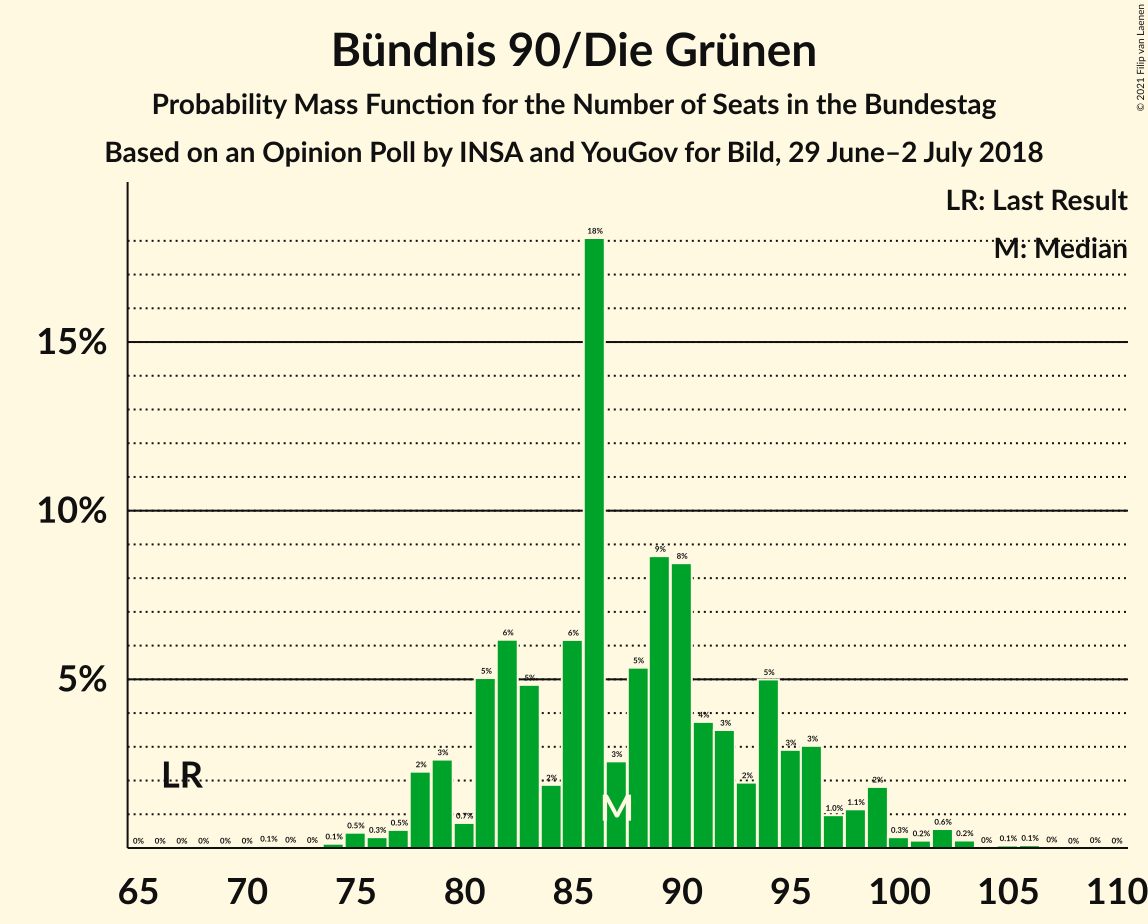 Bündnis 90/Die Grünen
Probability Mass Function for the Number of Seats in the Bundestag
Based on an Opinion Poll by INSA and YouGov for Bild, 29 June–2 July 2018
© 2021 Filip van Laenen
LR: Last Result
M: Median
15%
10%
5%
LR
M
0% 0% 0% 0% 0% 0% 0.1% 0% 0% 0.1% 0.5% 0.3% 0.5% 2% 3% 0.7% 5% 6% 5% 2% 6% 18% 3% 5% 9% 8% 4% 3% 2% 5% 3% 3% 1.0% 1.1% 2% 0.3% 0.2% 0.6% 0.2% 0% 0.1% 0.1% 0% 0% 0% 0%
65 70 75 80 85 90 95 100 105 110